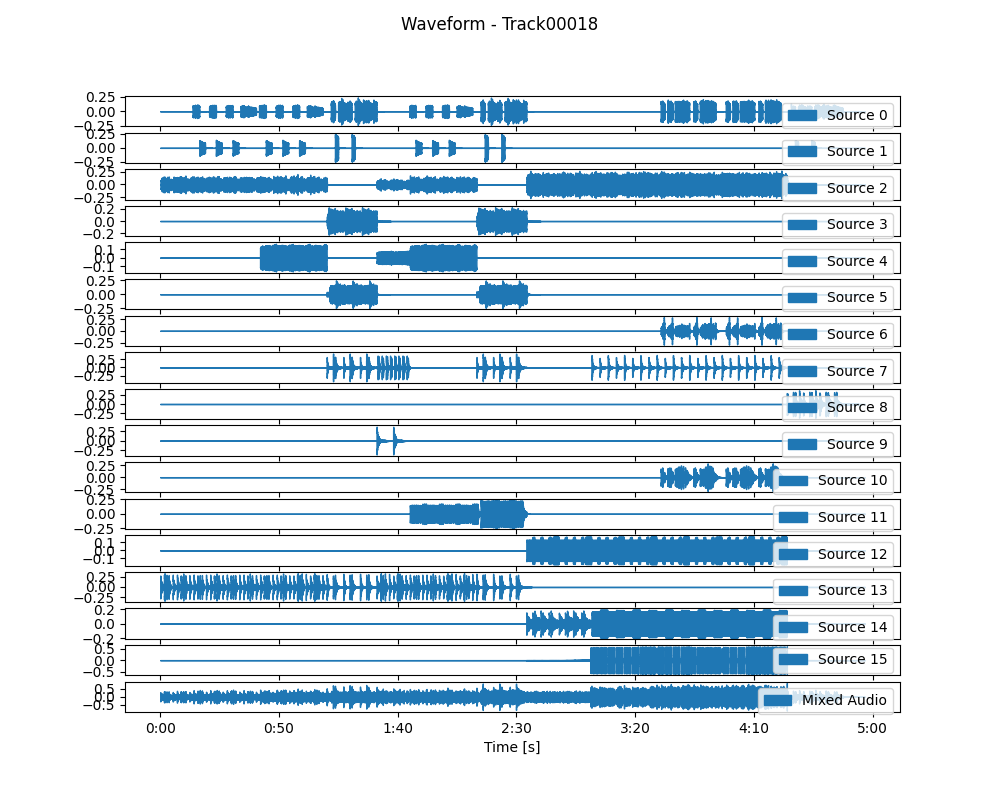 Waveform - Track00018
0.25
0.00
−0.25
Source 0
0.25
0.00
−0.25
Source 1
0.25
0.00
−0.25
Source 2
0.2
0.0
−0.2
Source 3
0.1
0.0
−0.1
Source 4
0.25
0.00
−0.25
Source 5
0.25
0.00
−0.25
Source 6
0.25
0.00
−0.25
Source 7
0.25
0.00
−0.25
Source 8
0.25
0.00
−0.25
Source 9
0.25
0.00
−0.25
Source 10
0.25
0.00
−0.25
Source 11
0.1
0.0
−0.1
Source 12
0.25
0.00
−0.25
Source 13
0.2
0.0
−0.2
Source 14
0.5
0.0
−0.5
Source 15
0.5
0.0
−0.5
Mixed Audio
0:00 0:50 1:40 2:30 3:20 4:10 5:00
Time [s]